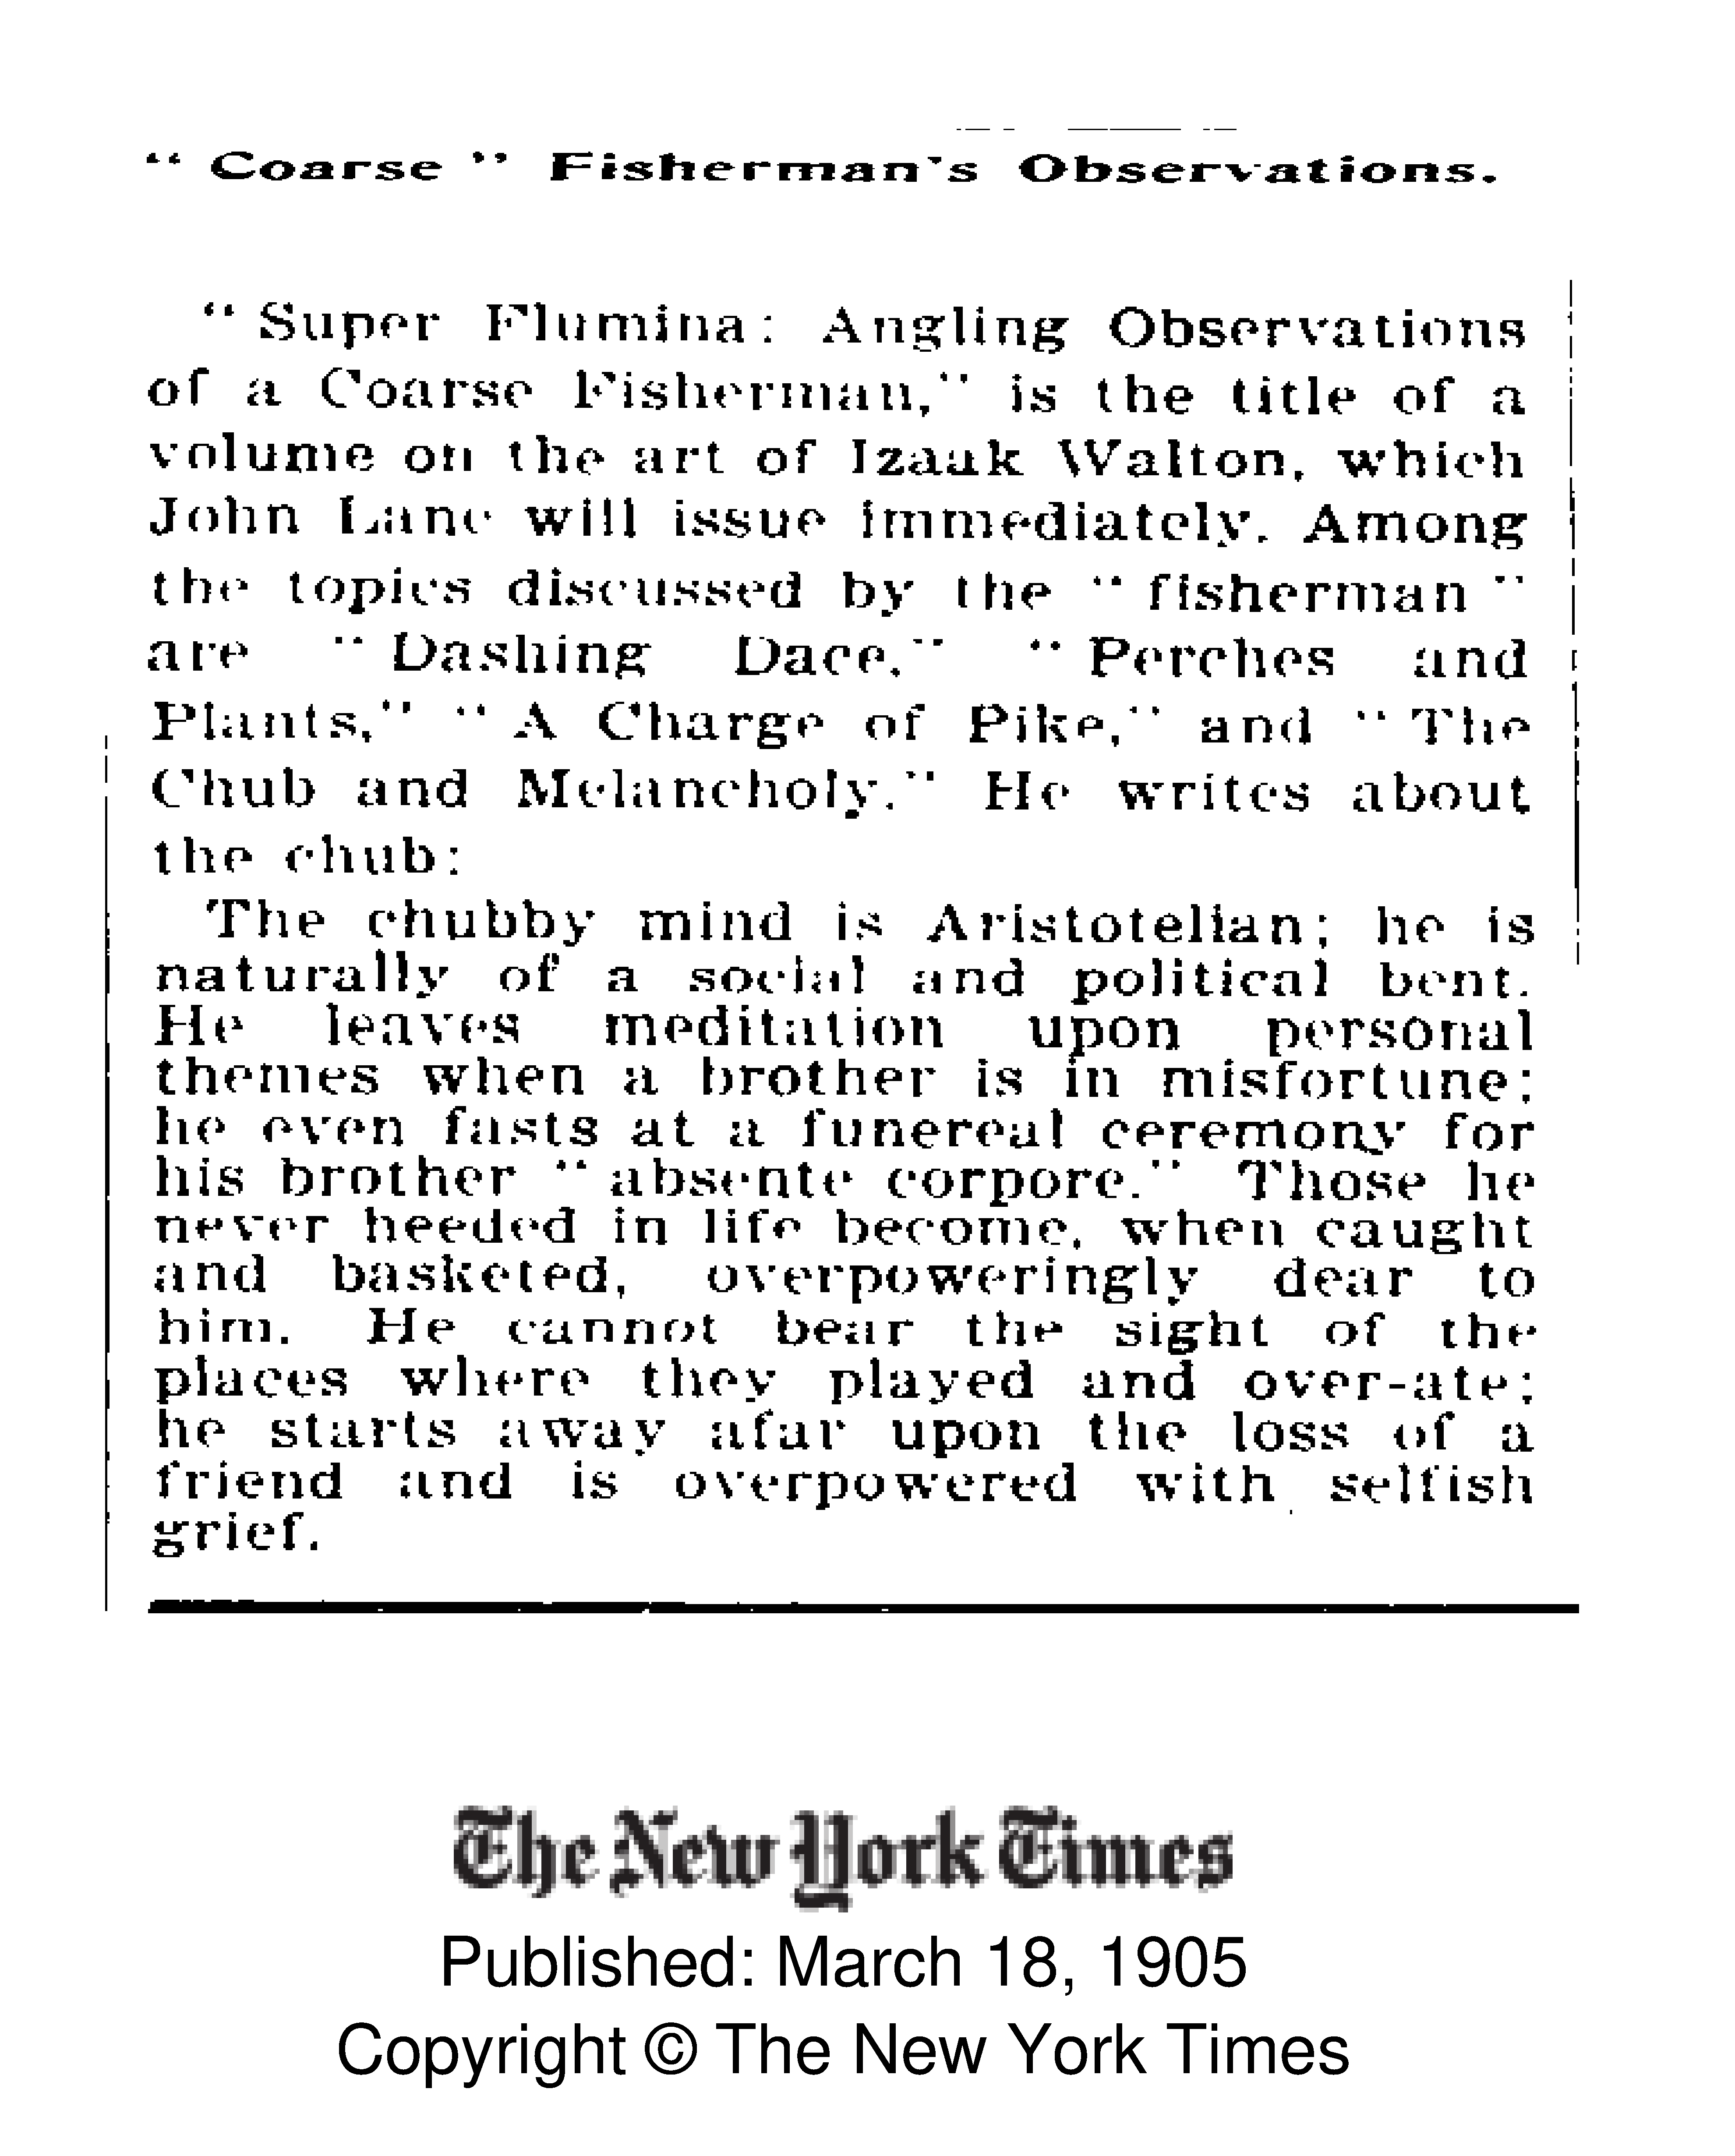 " Coarse " Fisherman's Observations.
" Super Flumina: Angling Observations
of a Coarse Fisherman," is the title of a
volume on the art of Izaak Walton, which
John Lane will issue immediately. Among
the topics discussed by the " fisherman "
are " Dashing Dace," " Perches and
Plants," " A Charge of Pike," and " The
Chub and Melancholy." He writes about
the chub:
The chubby mind is Aristotelian; he is
naturally of a social and political bent.
He leaves meditation upon personal
themes when a brother is in misfortune;
he even fasts at a funereal ceremony for
his brother " absente corpore." Those he
never heeded in life become, when caught
and basketed, overpoweringly dear to
him. He cannot bear the sight of the
places where they played and over-ate;
he starts away afar upon the loss of a
friend and is overpowered with selfish
grief.
The New York Times
Published: March 18, 1905
Copyright © The New York Times